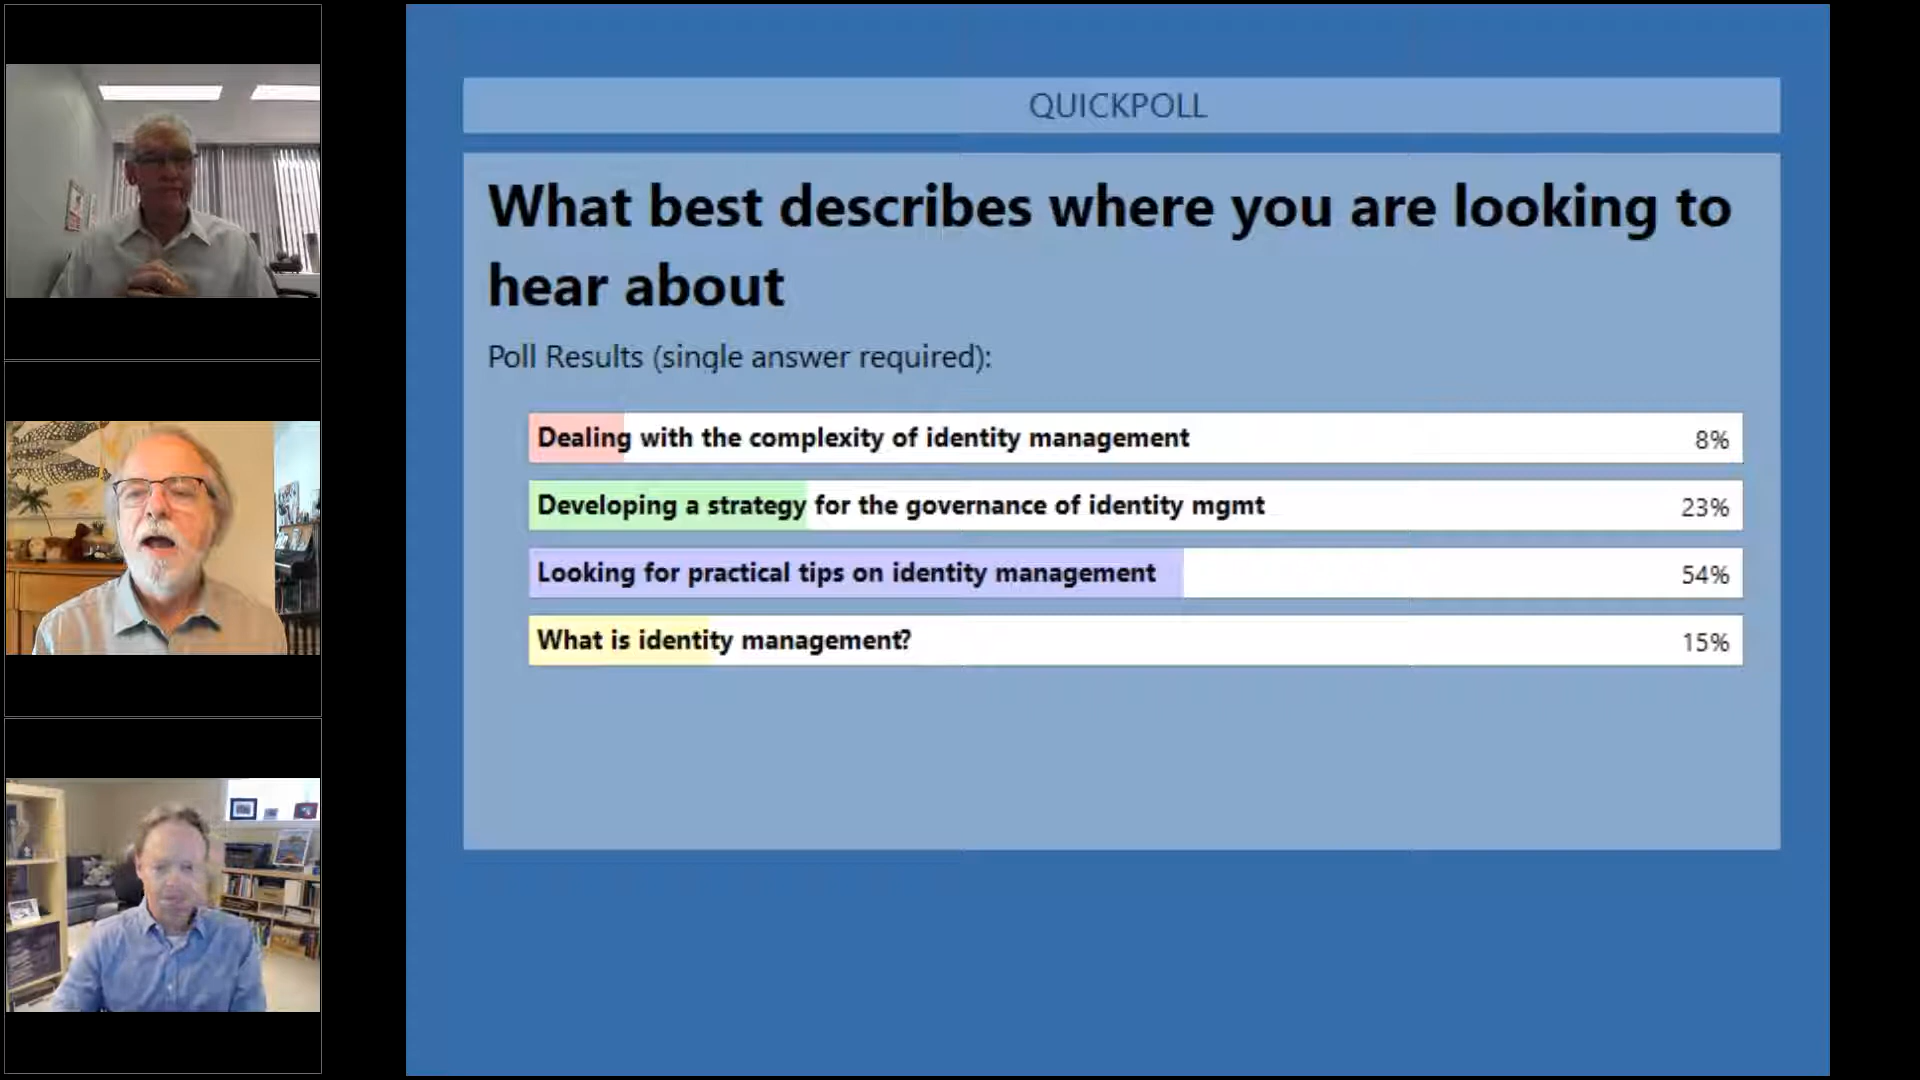 QUICKPOLL
What best describes where you are looking to
hear about
Poll Results (single answer required):
Dealing with the complexity of identity management 8%
Developing a strategy for the governance of identity mgmt 23%
Looking for practical tips on identity management 54%
What is identity management? 15%